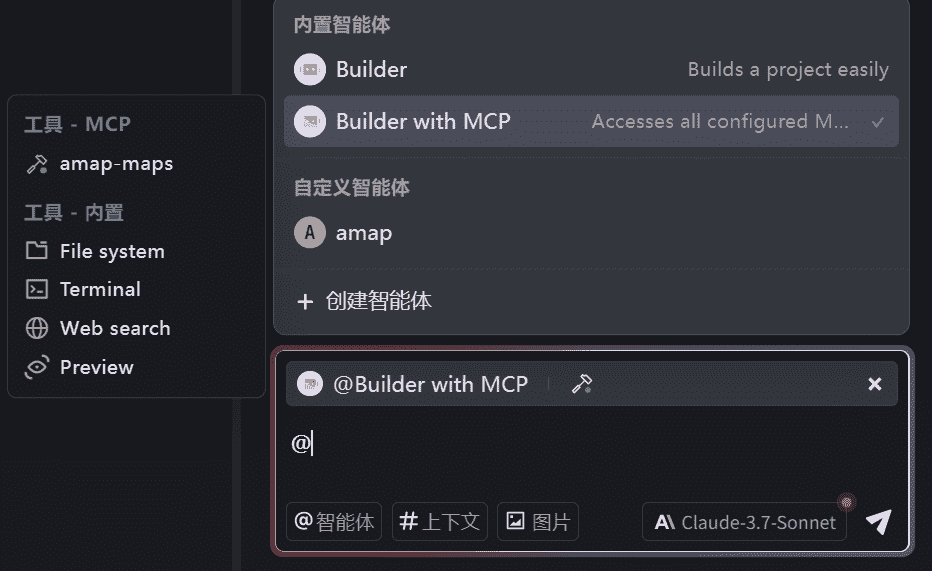 工具 - MCP
amap-maps
工具 - 内置
File system
Terminal
Web search
Preview
内置智能体
Builder Builds a project easily
Builder with MCP Accesses all configured M...
自定义智能体
A amap
+ 创建智能体
@Builder with MCP
@
@智能体 #上下文 图片 A\ Claude-3.7-Sonnet